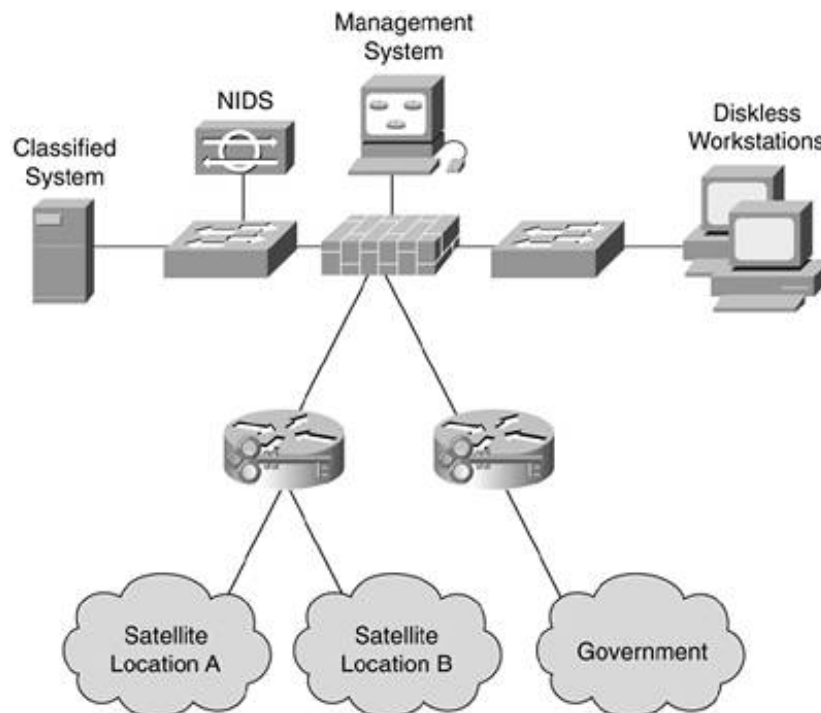 Management
System
NIDS
Classified
System
Diskless
Workstations
Satellite
Location A
Satellite
Location B
Government